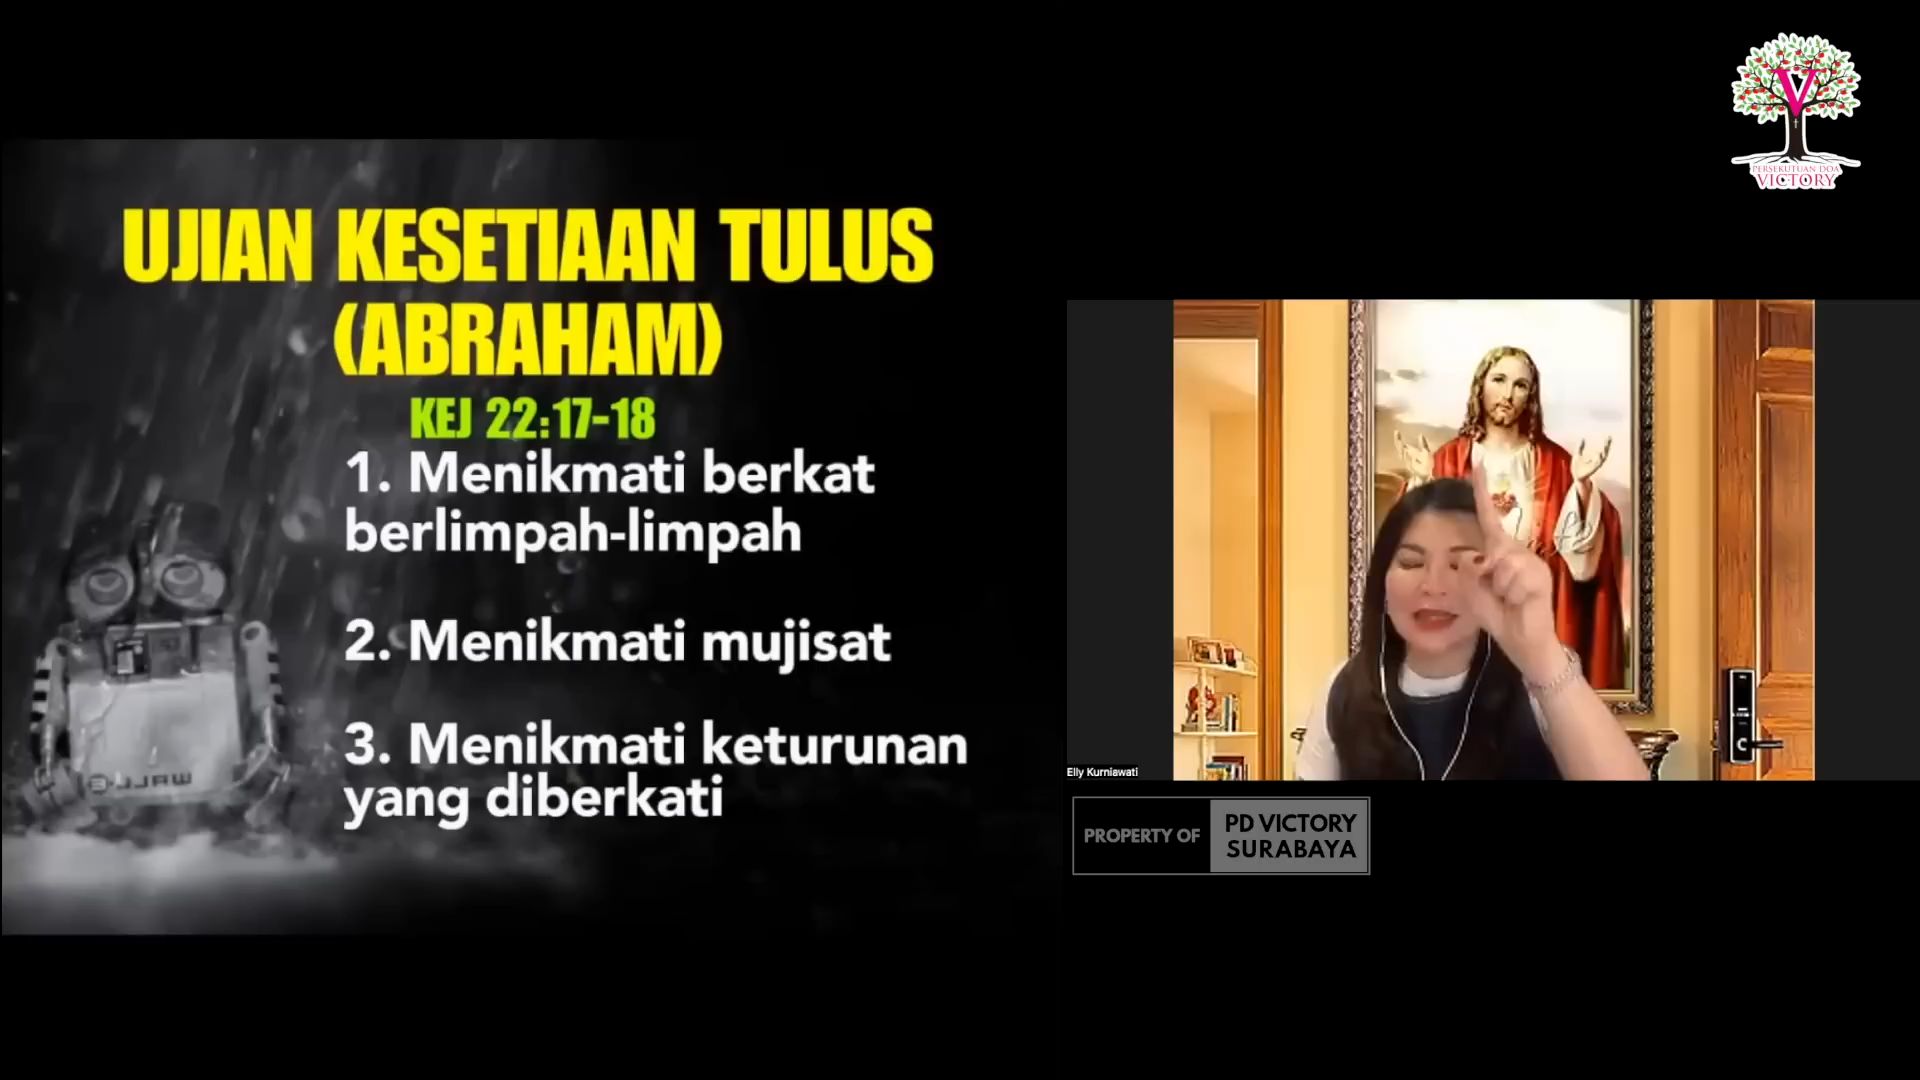 UJIAN KESETIAAN TULUS
(ABRAHAM)
KEJ 22:17-18
1. Menikmati berkat
berlimpah-limpah
2. Menikmati mujisat
3. Menikmati keturunan
yang diberkati
WALL-E
V
PERSEKUTUAN DOA
VICTORY
Elly Kurniawati
PROPERTY OF
PD VICTORY
SURABAYA